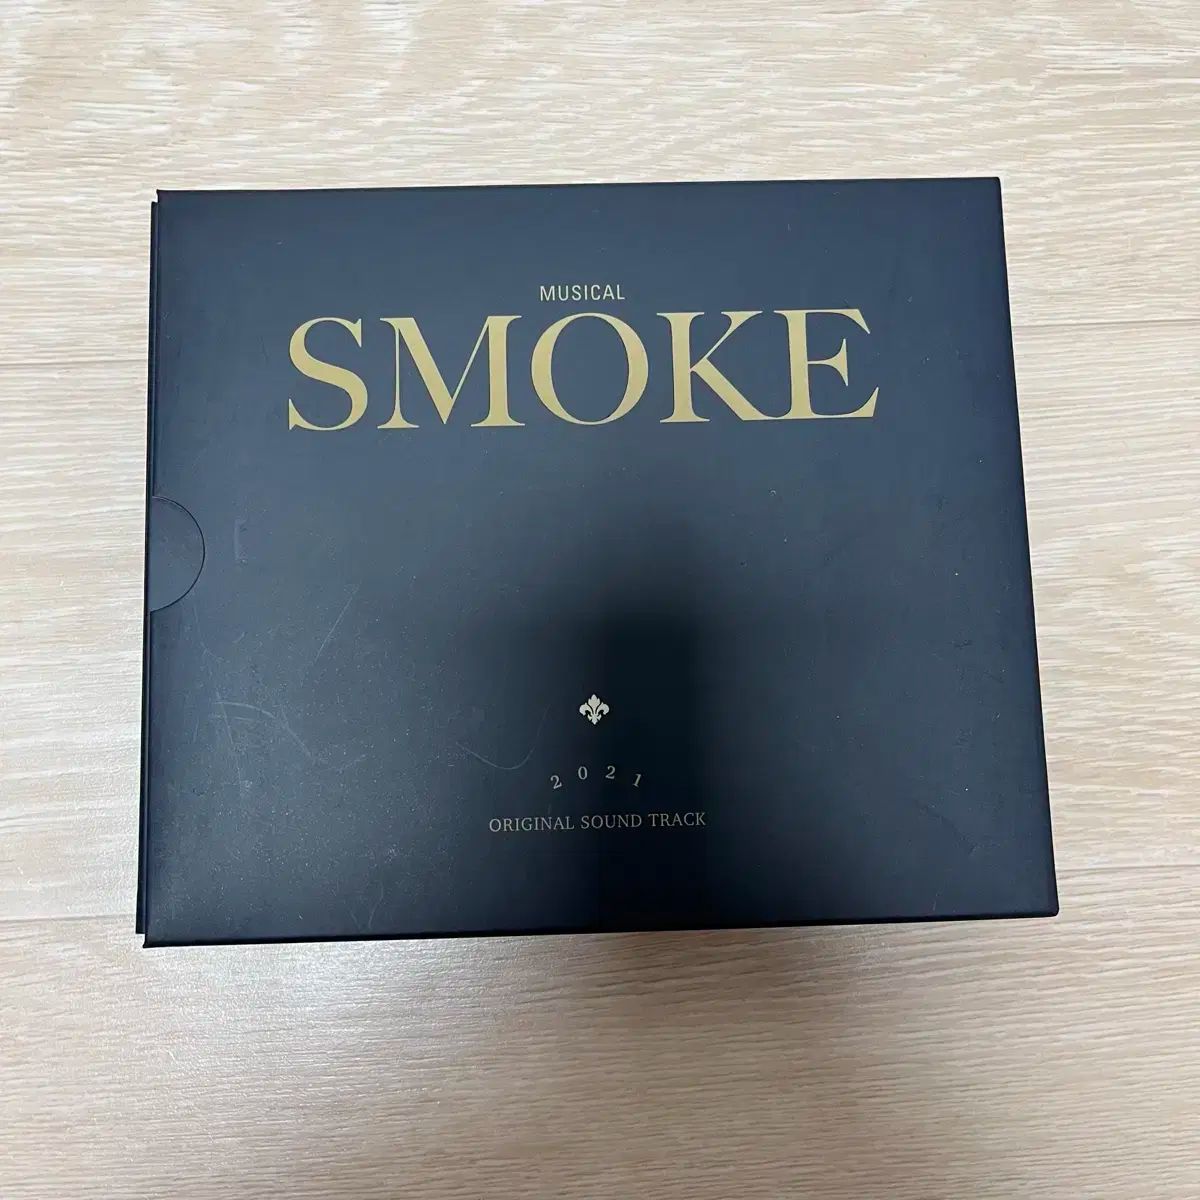 MUSICAL
SMOKE
2021
ORIGINAL SOUND TRACK